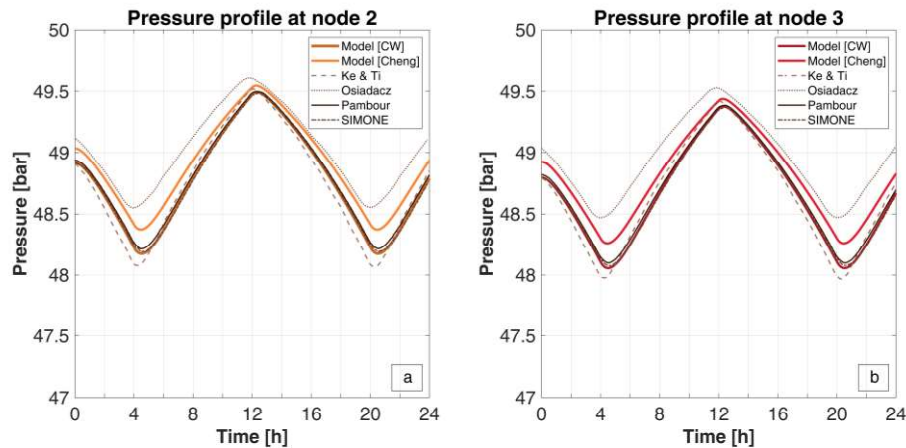 Pressure profile at node 2
50
49.5
49
48.5
48
47.5
47
Pressure [bar]
0 4 8 12 16 20 24
Time [h]
Model [CW]
Model [Cheng]
Ke & Ti
Osiadacz
Pambour
SIMONE
a
Pressure profile at node 3
50
49.5
49
48.5
48
47.5
47
Pressure [bar]
0 4 8 12 16 20 24
Time [h]
Model [CW]
Model [Cheng]
Ke & Ti
Osiadacz
Pambour
SIMONE
b